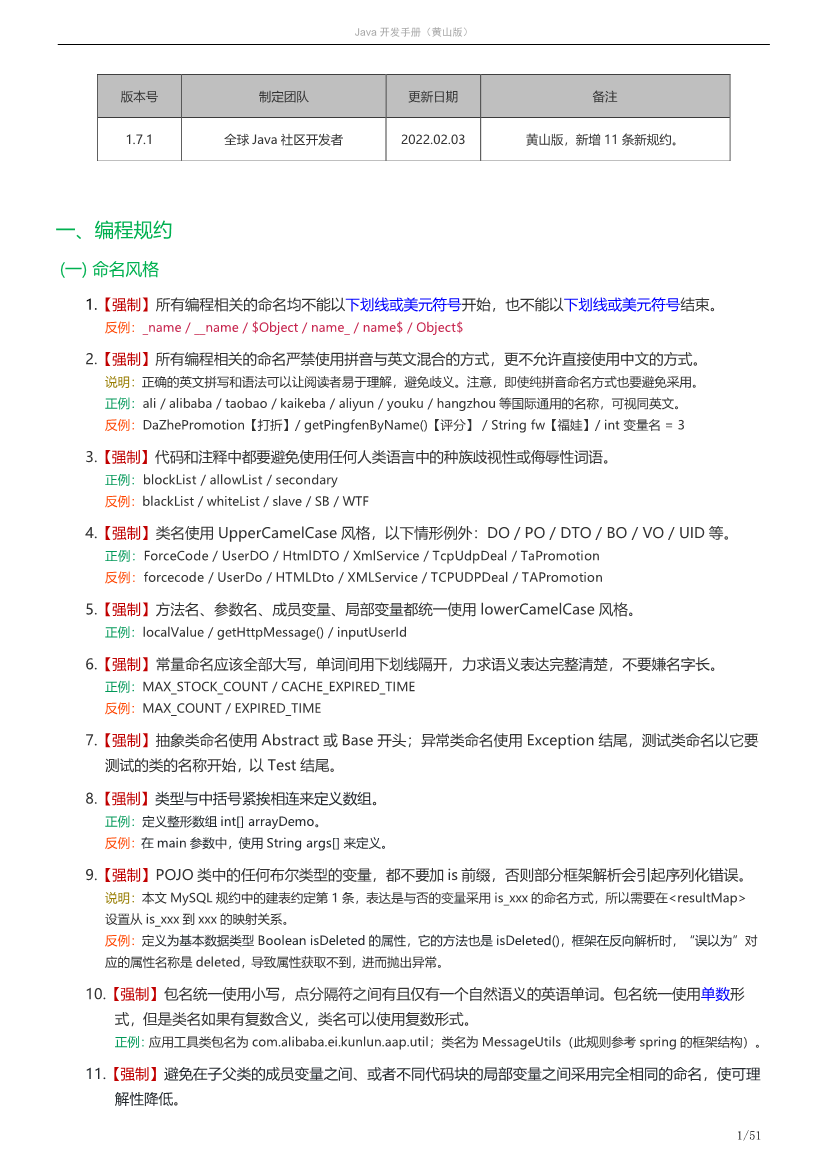 Java 开发手册（黄山版）
版本号 制定团队 更新日期 备注
1.7.1 全球 Java 社区开发者 2022.02.03 黄山版，新增 11 条新规约。
一、编程规约
(一) 命名风格
1.【强制】所有编程相关的命名均不能以下划线或美元符号开始，也不能以下划线或美元符号结束。
反例：_name / __name / $Object / name_ / name$ / Object$
2.【强制】所有编程相关的命名严禁使用拼音与英文混合的方式，更不允许直接使用中文的方式。
说明：正确的英文拼写和语法可以让阅读者易于理解，避免歧义。注意，即使纯拼音命名方式也要避免采用。
正例：ali / alibaba / taobao / kaikeba / aliyun / youku / hangzhou 等国际通用的名称，可视同英文。
反例：DaZhePromotion【打折】/ getPingfenByName()【评分】 / String fw【福娃】/ int 变量名 = 3
3.【强制】代码和注释中都要避免使用任何人类语言中的种族歧视性或侮辱性词语。
正例：blockList / allowList / secondary
反例：blackList / whiteList / slave / SB / WTF
4.【强制】类名使用 UpperCamelCase 风格，以下情形例外：DO / PO / DTO / BO / VO / UID 等。
正例：ForceCode / UserDO / HtmlDTO / XmlService / TcpUdpDeal / TaPromotion
反例：forcecode / UserDo / HTMLDto / XMLService / TCPUDPDeal / TAPromotion
5.【强制】方法名、参数名、成员变量、局部变量都统一使用 lowerCamelCase 风格。
正例：localValue / getHttpMessage() / inputUserId
6.【强制】常量命名应该全部大写，单词间用下划线隔开，力求语义表达完整清楚，不要嫌名字长。
正例：MAX_STOCK_COUNT / CACHE_EXPIRED_TIME
反例：MAX_COUNT / EXPIRED_TIME
7.【强制】抽象类命名使用 Abstract 或 Base 开头；异常类命名使用 Exception 结尾，测试类命名以它要
测试的类的名称开始，以 Test 结尾。
8.【强制】类型与中括号紧挨相连来定义数组。
正例：定义整形数组 int[] arrayDemo。
反例：在 main 参数中，使用 String args[] 来定义。
9.【强制】POJO 类中的任何布尔类型的变量，都不要加 is 前缀，否则部分框架解析会引起序列化错误。
说明：本文 MySQL 规约中的建表约定第 1 条，表达是与否的变量采用 is_xxx 的命名方式，所以需要在<resultMap>
设置从 is_xxx 到 xxx 的映射关系。
反例：定义为基本数据类型 Boolean isDeleted 的属性，它的方法也是 isDeleted()，框架在反向解析时，“误以为”对
应的属性名称是 deleted，导致属性获取不到，进而抛出异常。
10.【强制】包名统一使用小写，点分隔符之间有且仅有一个自然语义的英语单词。包名统一使用单数形
式，但是类名如果有复数含义，类名可以使用复数形式。
正例：应用工具类包名为 com.alibaba.ei.kunlun.aap.util；类名为 MessageUtils（此规则参考 spring 的框架结构）。
11.【强制】避免在子父类的成员变量之间、或者不同代码块的局部变量之间采用完全相同的命名，使可理
解性降低。
1/51